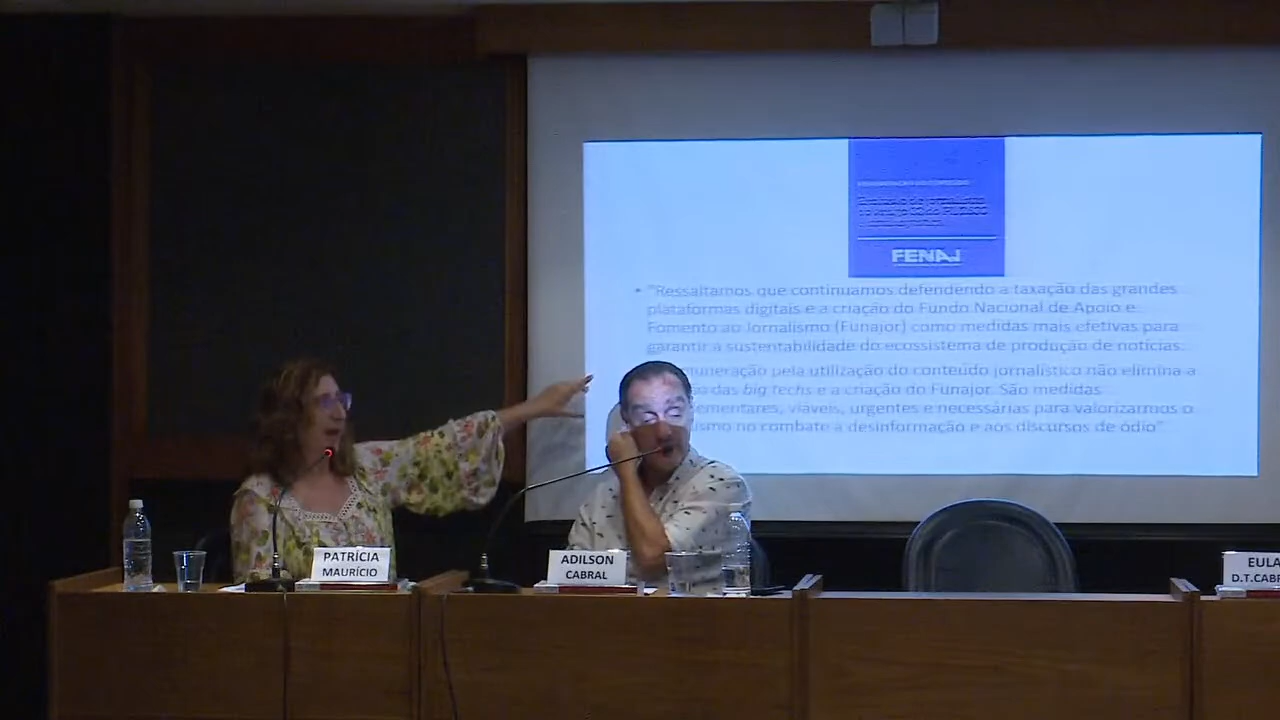 FENAJ
• "Ressaltamos que continuamos defendendo a taxação das grandes
plataformas digitais e a criação do Fundo Nacional de Apoio e
Fomento ao Jornalismo (Funajor) como medidas mais efetivas para
garantir a sustentabilidade do ecossistema de produção de notícias.
muneração pela utilização do conteúdo jornalístico não elimina a
das big techs e a criação do Funajor. São medidas
ementares, viáveis, urgentes e necessárias para valorizarmos o
ismo no combate a desinformação e aos discursos de ódio"
PATRÍCIA
MAURÍCIO
ADILSON
CABRAL
EULA
D.T.CABR